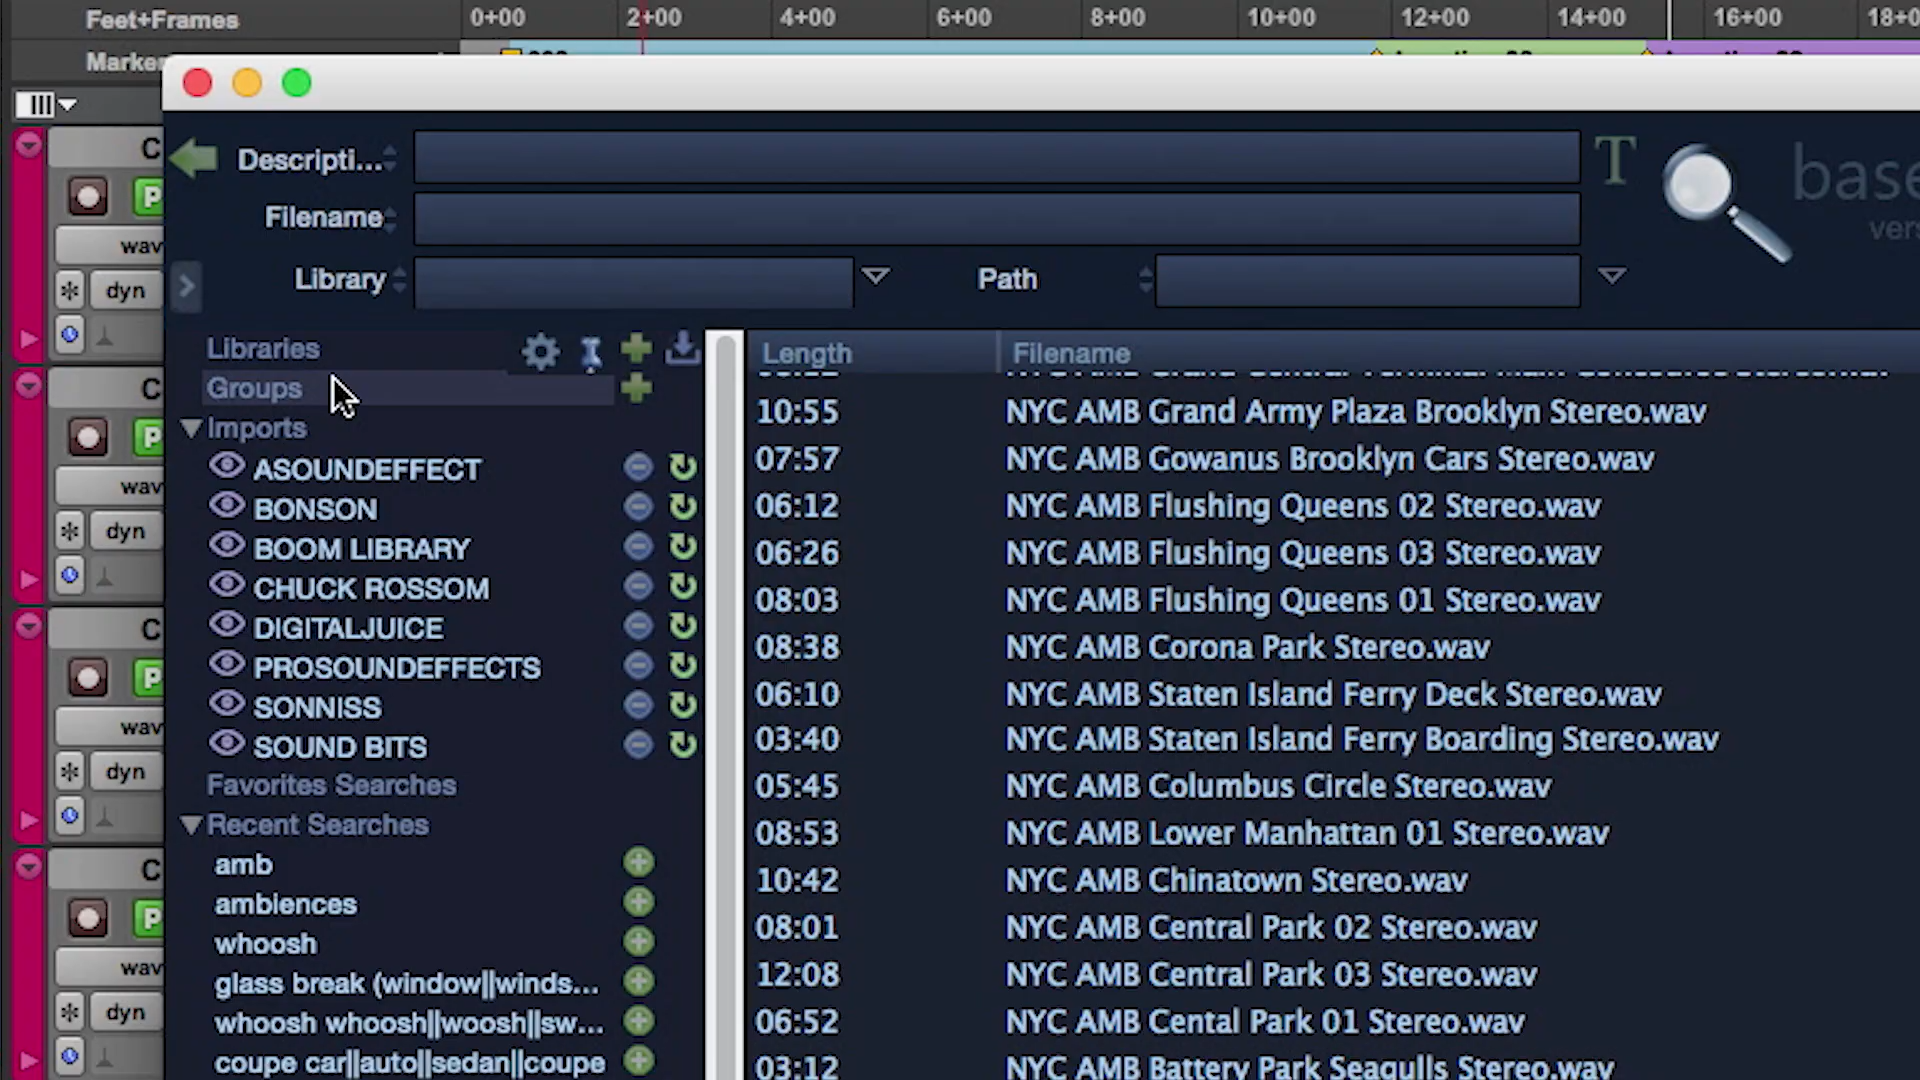 Feet+Frames
0+00 2+00 4+00 6+00 8+00 10+00 12+00 14+00 16+00
Descripti...
T
Filename
Library
Path
Libraries
Groups
Imports
ASOUNDEFFECT
BONSON
BOOM LIBRARY
CHUCK ROSSOM
DIGITALJUICE
PROSOUNDEFFECTS
SONNISS
SOUND BITS
Favorites Searches
Recent Searches
amb
ambiences
whoosh
glass break (window||winds...
whoosh whoosh||woosh||sw...
coupe car||auto||sedan||coupe
Length Filename
10:55 NYC AMB Grand Army Plaza Brooklyn Stereo.wav
07:57 NYC AMB Gowanus Brooklyn Cars Stereo.wav
06:12 NYC AMB Flushing Queens 02 Stereo.wav
06:26 NYC AMB Flushing Queens 03 Stereo.wav
08:03 NYC AMB Flushing Queens 01 Stereo.wav
08:38 NYC AMB Corona Park Stereo.wav
06:10 NYC AMB Staten Island Ferry Deck Stereo.wav
03:40 NYC AMB Staten Island Ferry Boarding Stereo.wav
05:45 NYC AMB Columbus Circle Stereo.wav
08:53 NYC AMB Lower Manhattan 01 Stereo.wav
10:42 NYC AMB Chinatown Stereo.wav
08:01 NYC AMB Central Park 02 Stereo.wav
12:08 NYC AMB Central Park 03 Stereo.wav
06:52 NYC AMB Cental Park 01 Stereo.wav
03:12 NYC AMB Battery Park Seagulls Stereo.wav
C
P
wav
dyn
C
P
wav
dyn
C
P
wav
dyn
C
P
wav
dyn